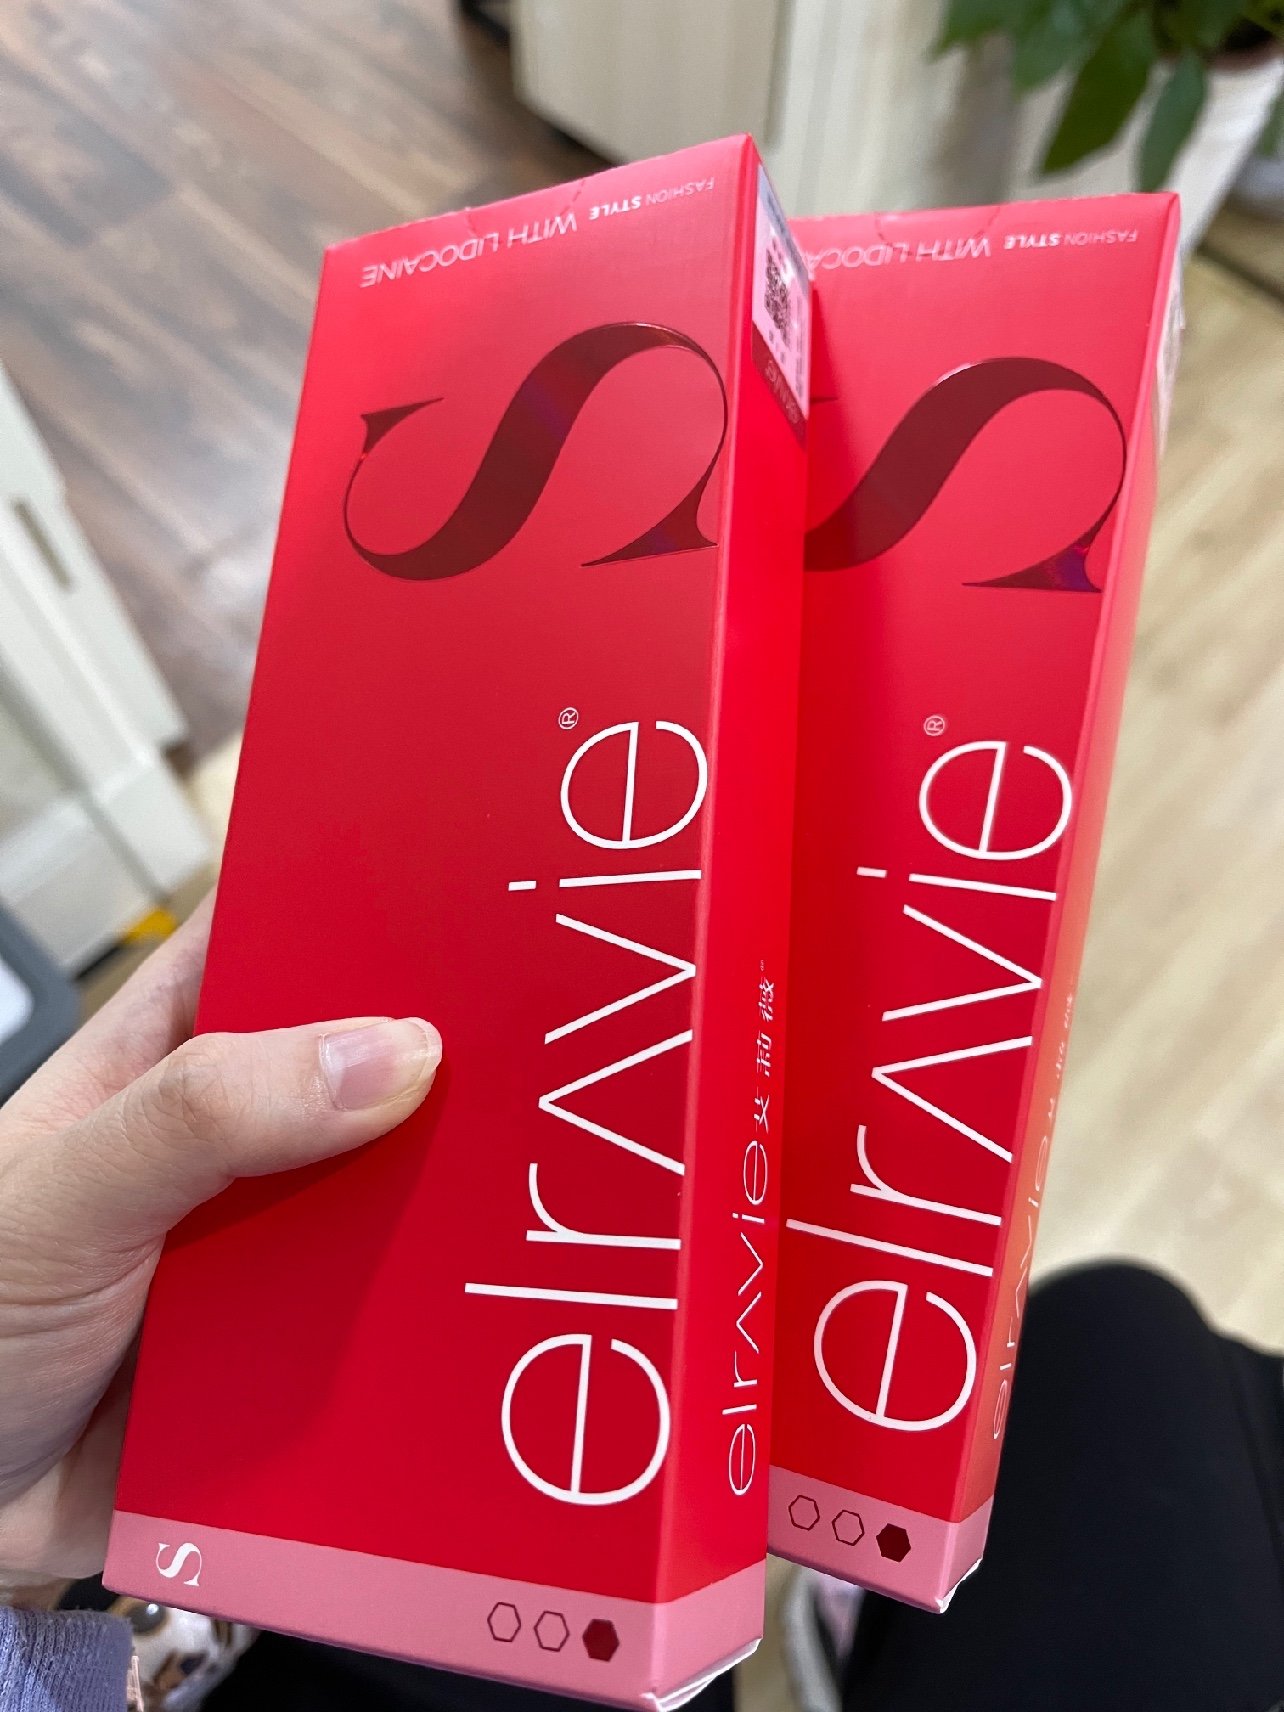 FASHION STYLE
WITH LIDOCAINE
S
elravie®
elravie艾莉薇®
S
FASHION STYLE
WITH
S
elravie®
elravie